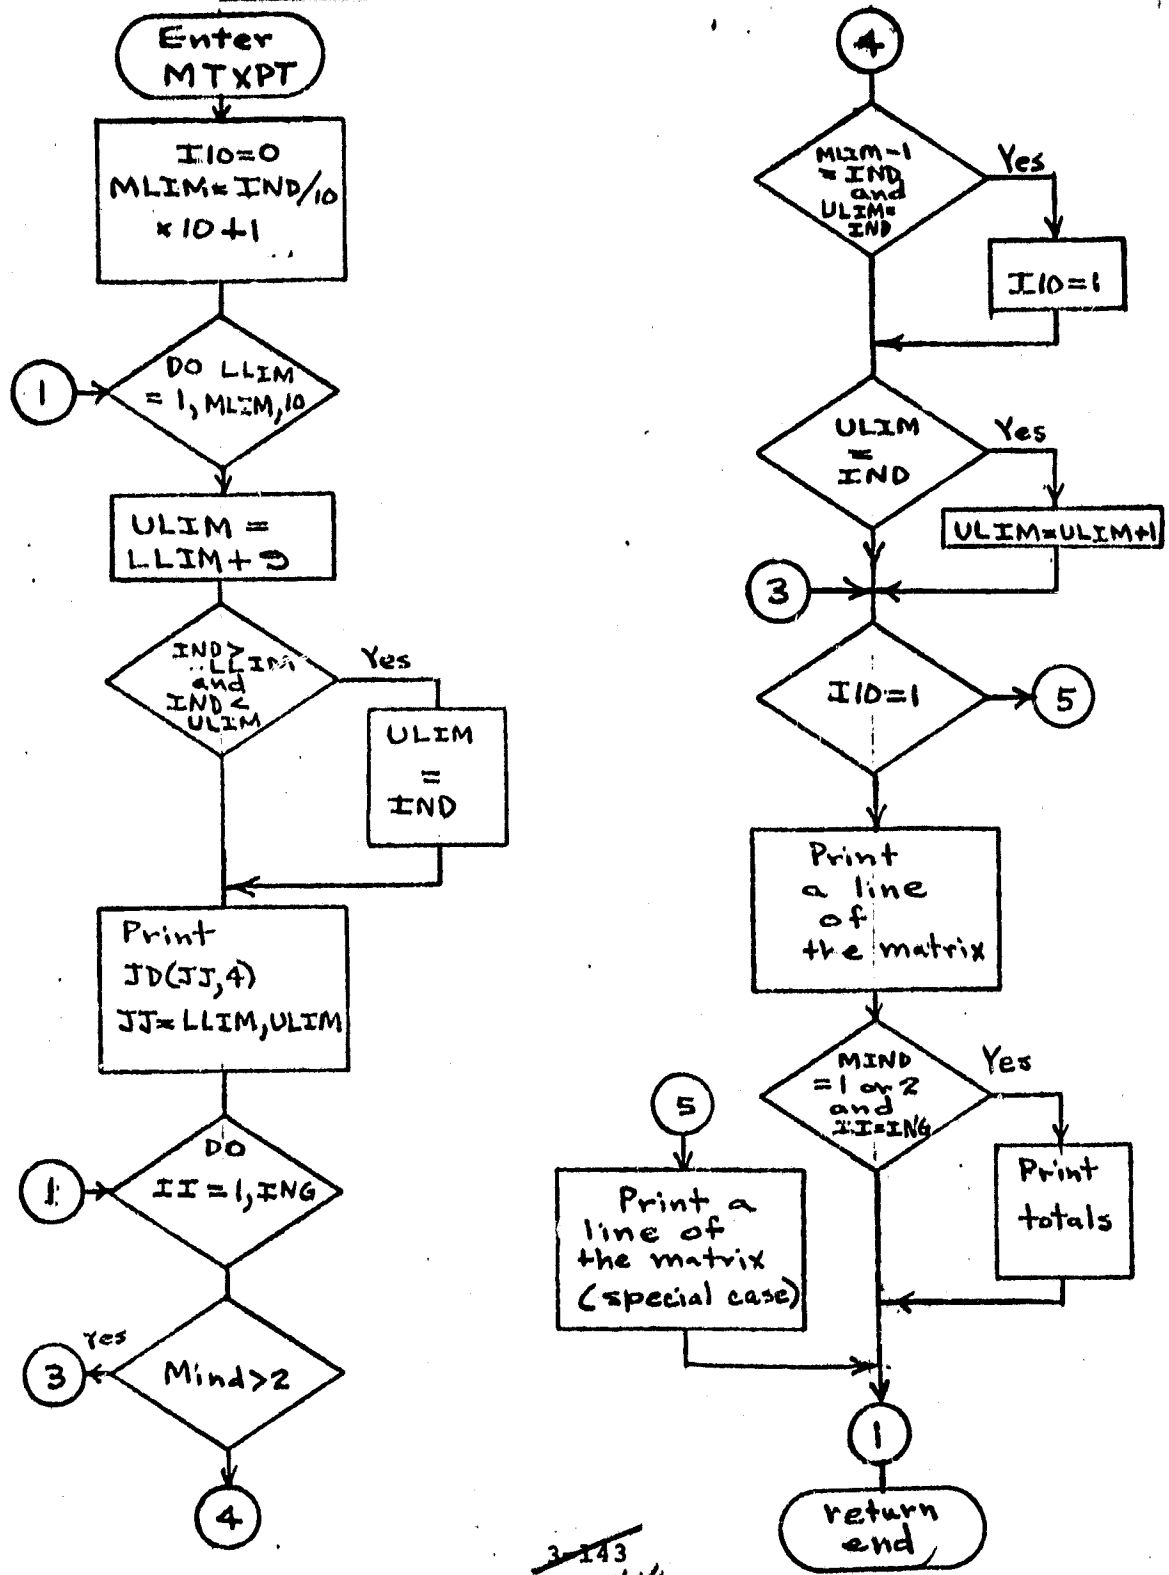 Enter
MTXPT
I10=0
MLIM=IND/10
*10+1
1
DO LLIM
= 1, MLIM, 10
ULIM =
LLIM+9
IND>
LLIM
and
IND<
ULIM
Yes
ULIM
=
IND
Print
JD(JJ,4)
JJ=LLIM,ULIM
1
DO
II=1,ING
Mind>2
Yes
3
4
4
MLIM-1
= IND
and
ULIM=
IND
Yes
I10=1
ULIM
=
IND
Yes
ULIM=ULIM+1
3
I10=1
5
Print
a line
of
the matrix
MIND
=1 or 2
and
II=ING
Yes
Print
totals
5
Print a
line of
the matrix
(special case)
1
return
end
3-143